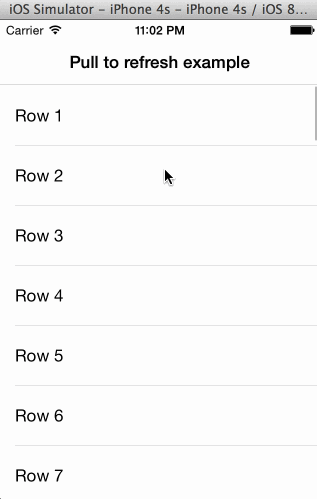 iOS Simulator - iPhone 4s - iPhone 4s / iOS 8...
Carrier 11:02 PM
Pull to refresh example
Row 1
Row 2
Row 3
Row 4
Row 5
Row 6
Row 7